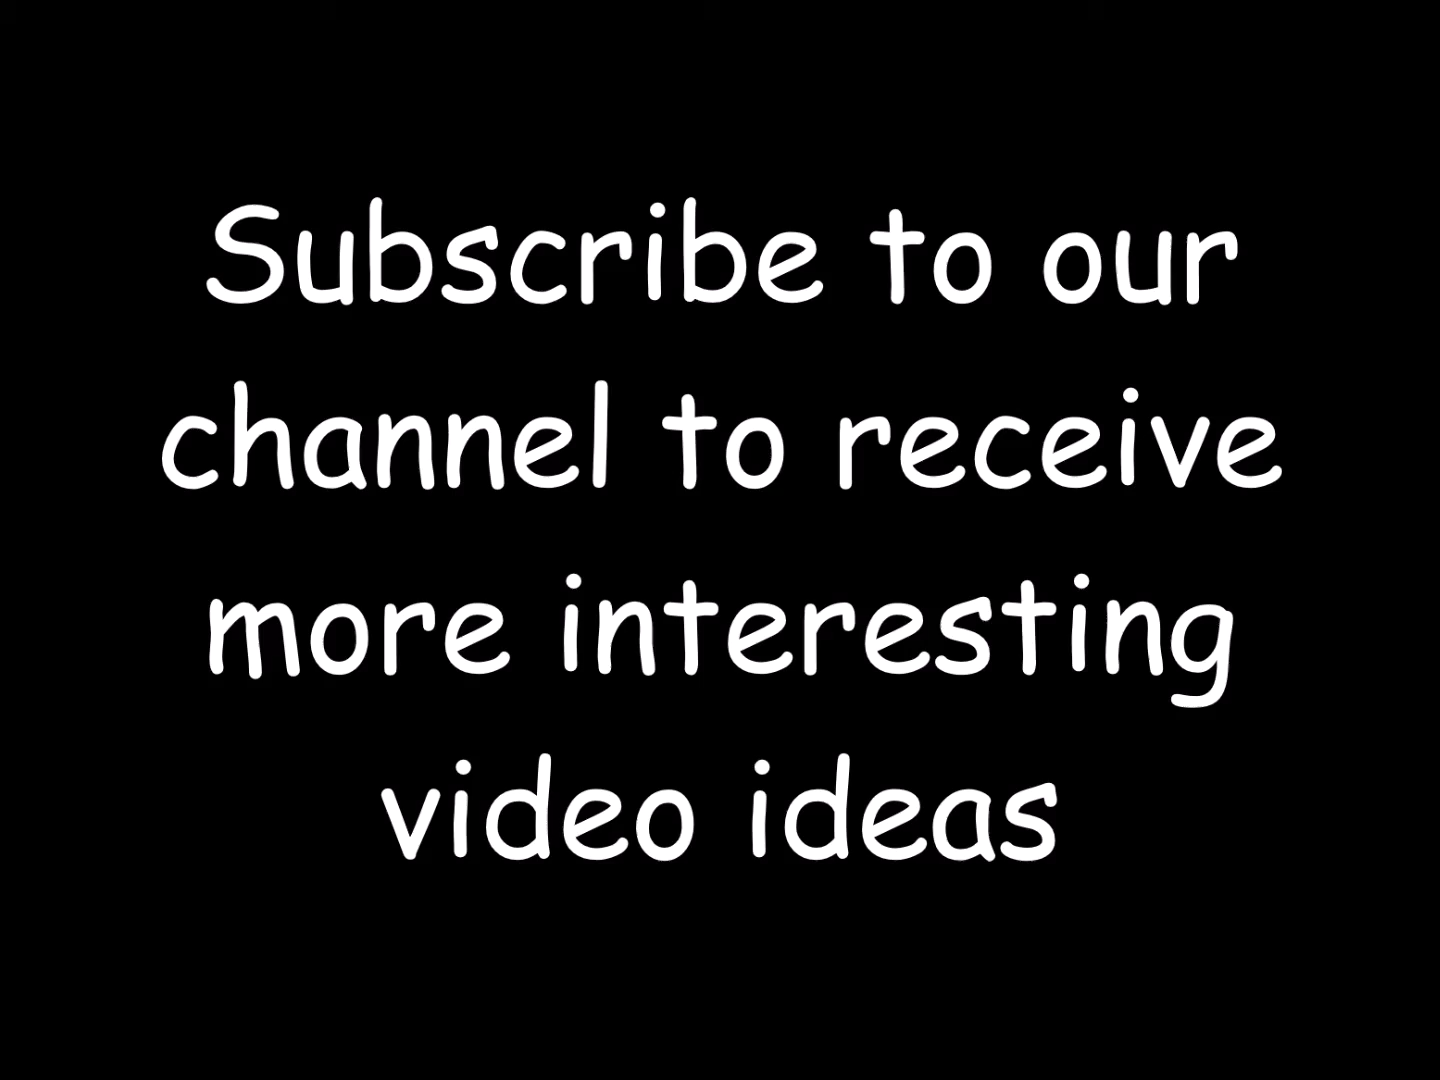 Subscribe to our
channel to receive
more interesting
video ideas